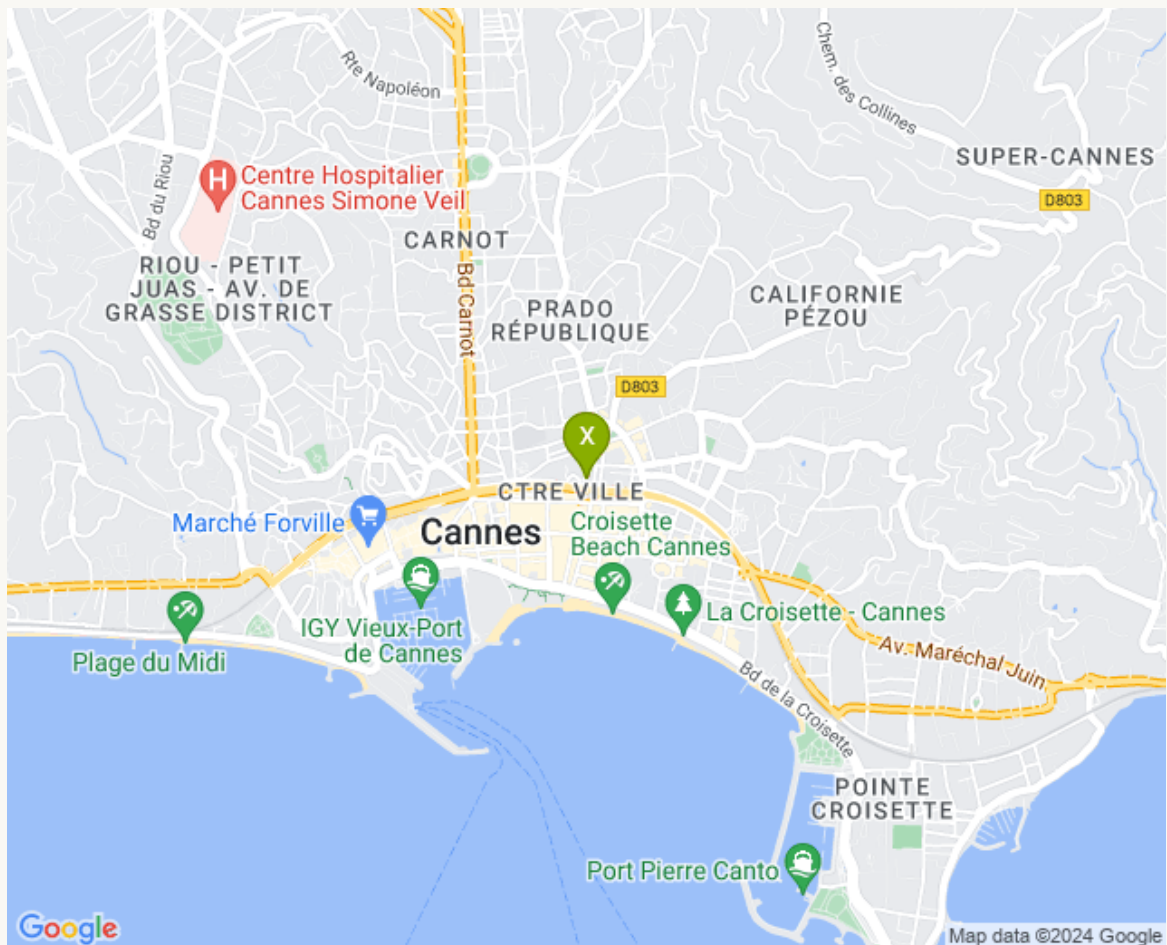 Rte Napoléon
Chem. des Collines
SUPER-CANNES
D803
Centre Hospitalier
Cannes Simone Veil
H
Bd du Riou
CARNOT
RIOU - PETIT
JUAS - AV. DE
GRASSE DISTRICT
Bd Carnot
PRADO
RÉPUBLIQUE
CALIFORNIE
PÉZOU
D803
X
CTRE VILLE
Marché Forville
Cannes
Croisette
Beach Cannes
La Croisette - Cannes
IGY Vieux-Port
de Cannes
Plage du Midi
Av. Maréchal Juin
Bd de la Croisette
POINTE
CROISETTE
Port Pierre Canto
Google
Map data ©2024 Google